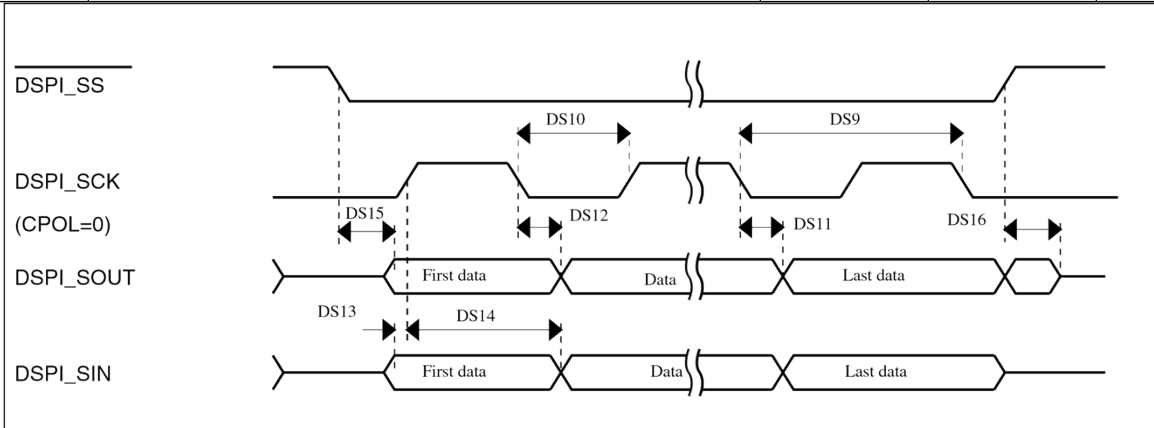 DSPI_SS
DS10
DS9
DSPI_SCK
(CPOL=0)
DS15
DS12
DS11
DS16
DSPI_SOUT
First data
Data
Last data
DS13
DS14
DSPI_SIN
First data
Data
Last data